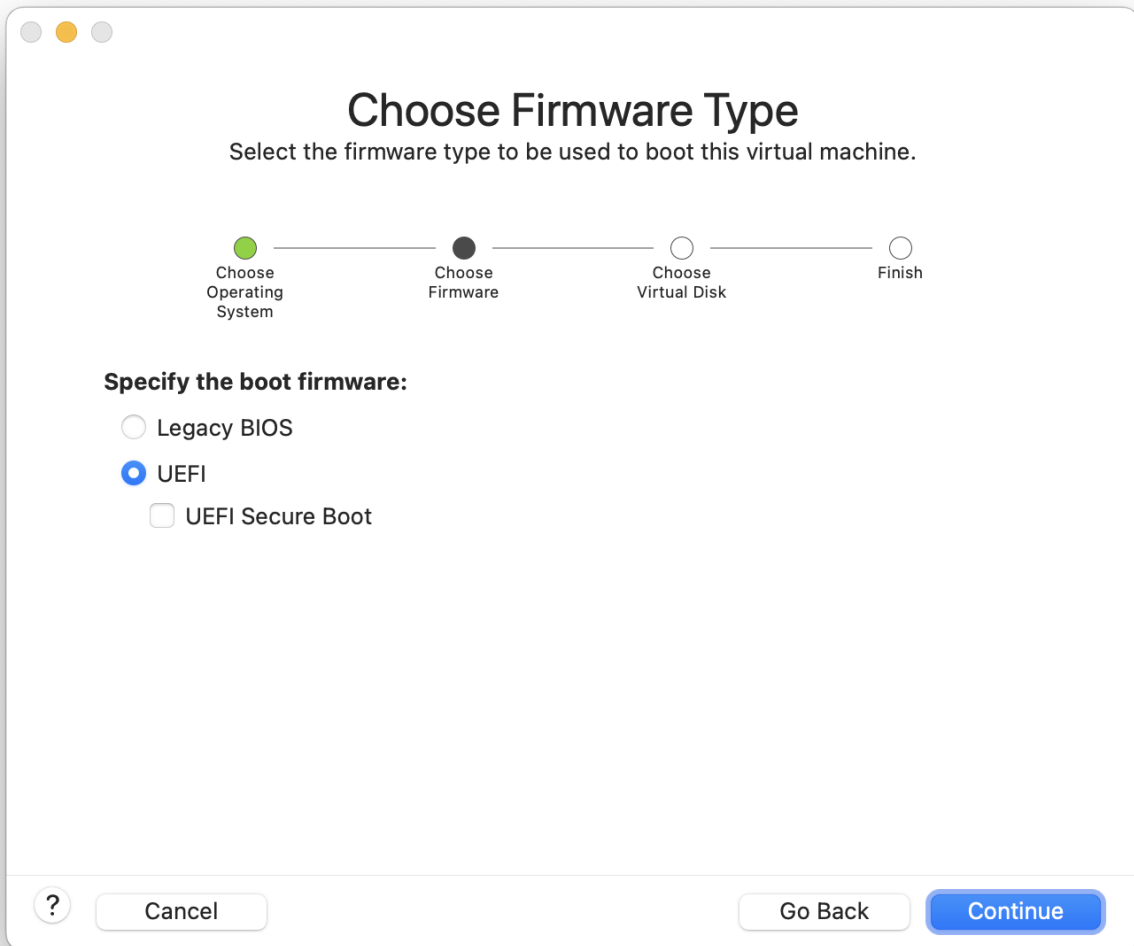 Choose Firmware Type
Select the firmware type to be used to boot this virtual machine.
Choose
Operating
System
Choose
Firmware
Choose
Virtual Disk
Finish
Specify the boot firmware:
Legacy BIOS
UEFI
UEFI Secure Boot
?
Cancel
Go Back
Continue